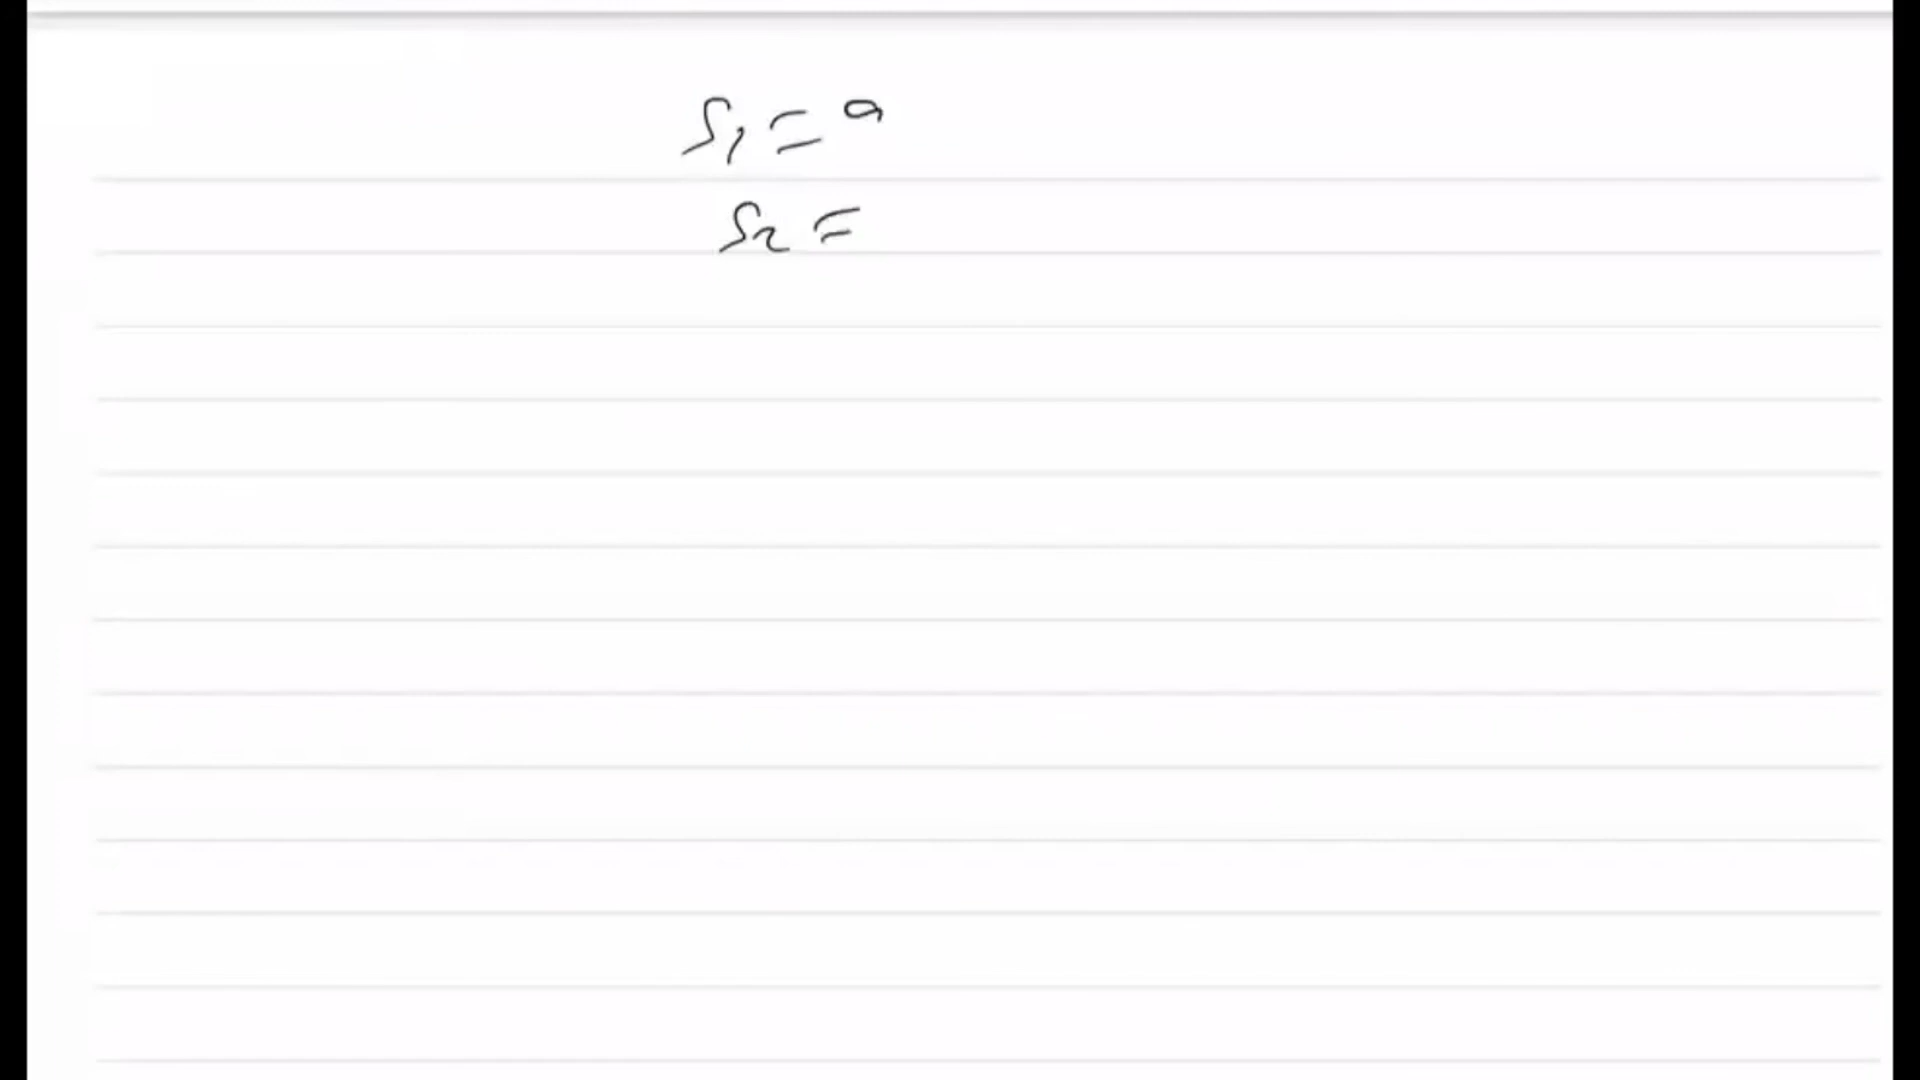 S₁ = a
S₂ =